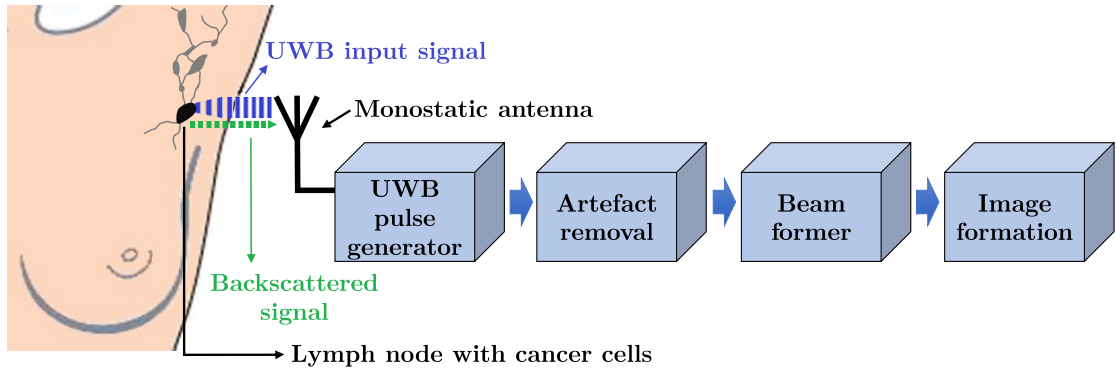 UWB input signal
Monostatic antenna
UWB
pulse
generator
Artefact
removal
Beam
former
Image
formation
Backscattered
signal
Lymph node with cancer cells